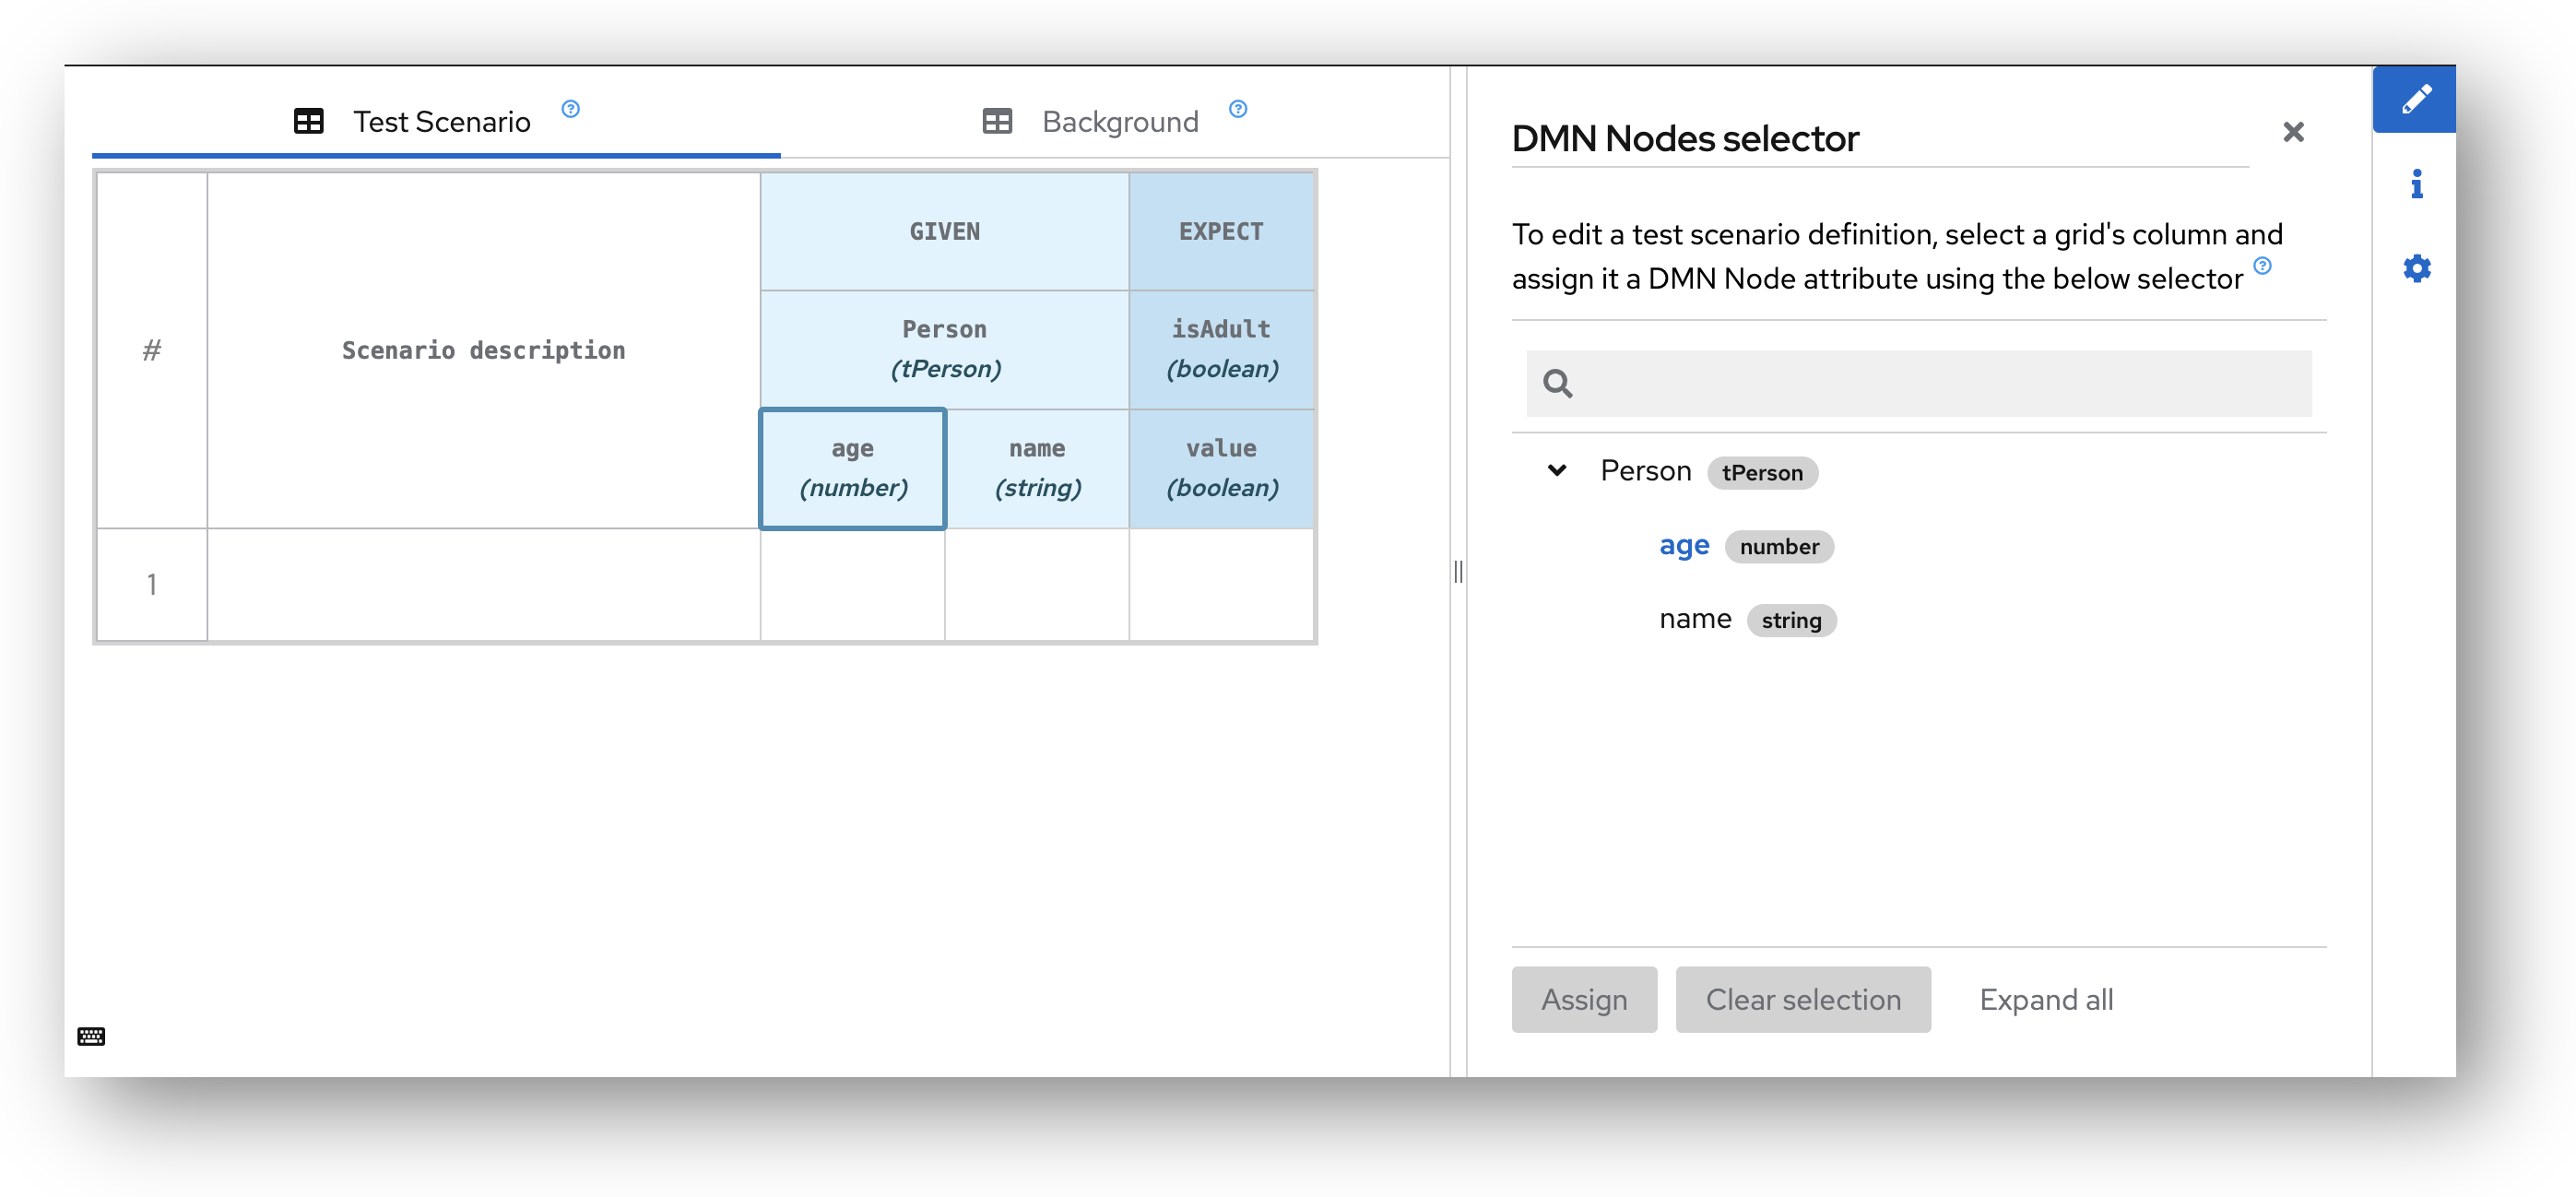 Test Scenario
Background
#
Scenario description
GIVEN
EXPECT
Person
(tPerson)
isAdult
(boolean)
age
(number)
name
(string)
value
(boolean)
1
DMN Nodes selector
To edit a test scenario definition, select a grid's column and
assign it a DMN Node attribute using the below selector
Person tPerson
age number
name string
Assign
Clear selection
Expand all